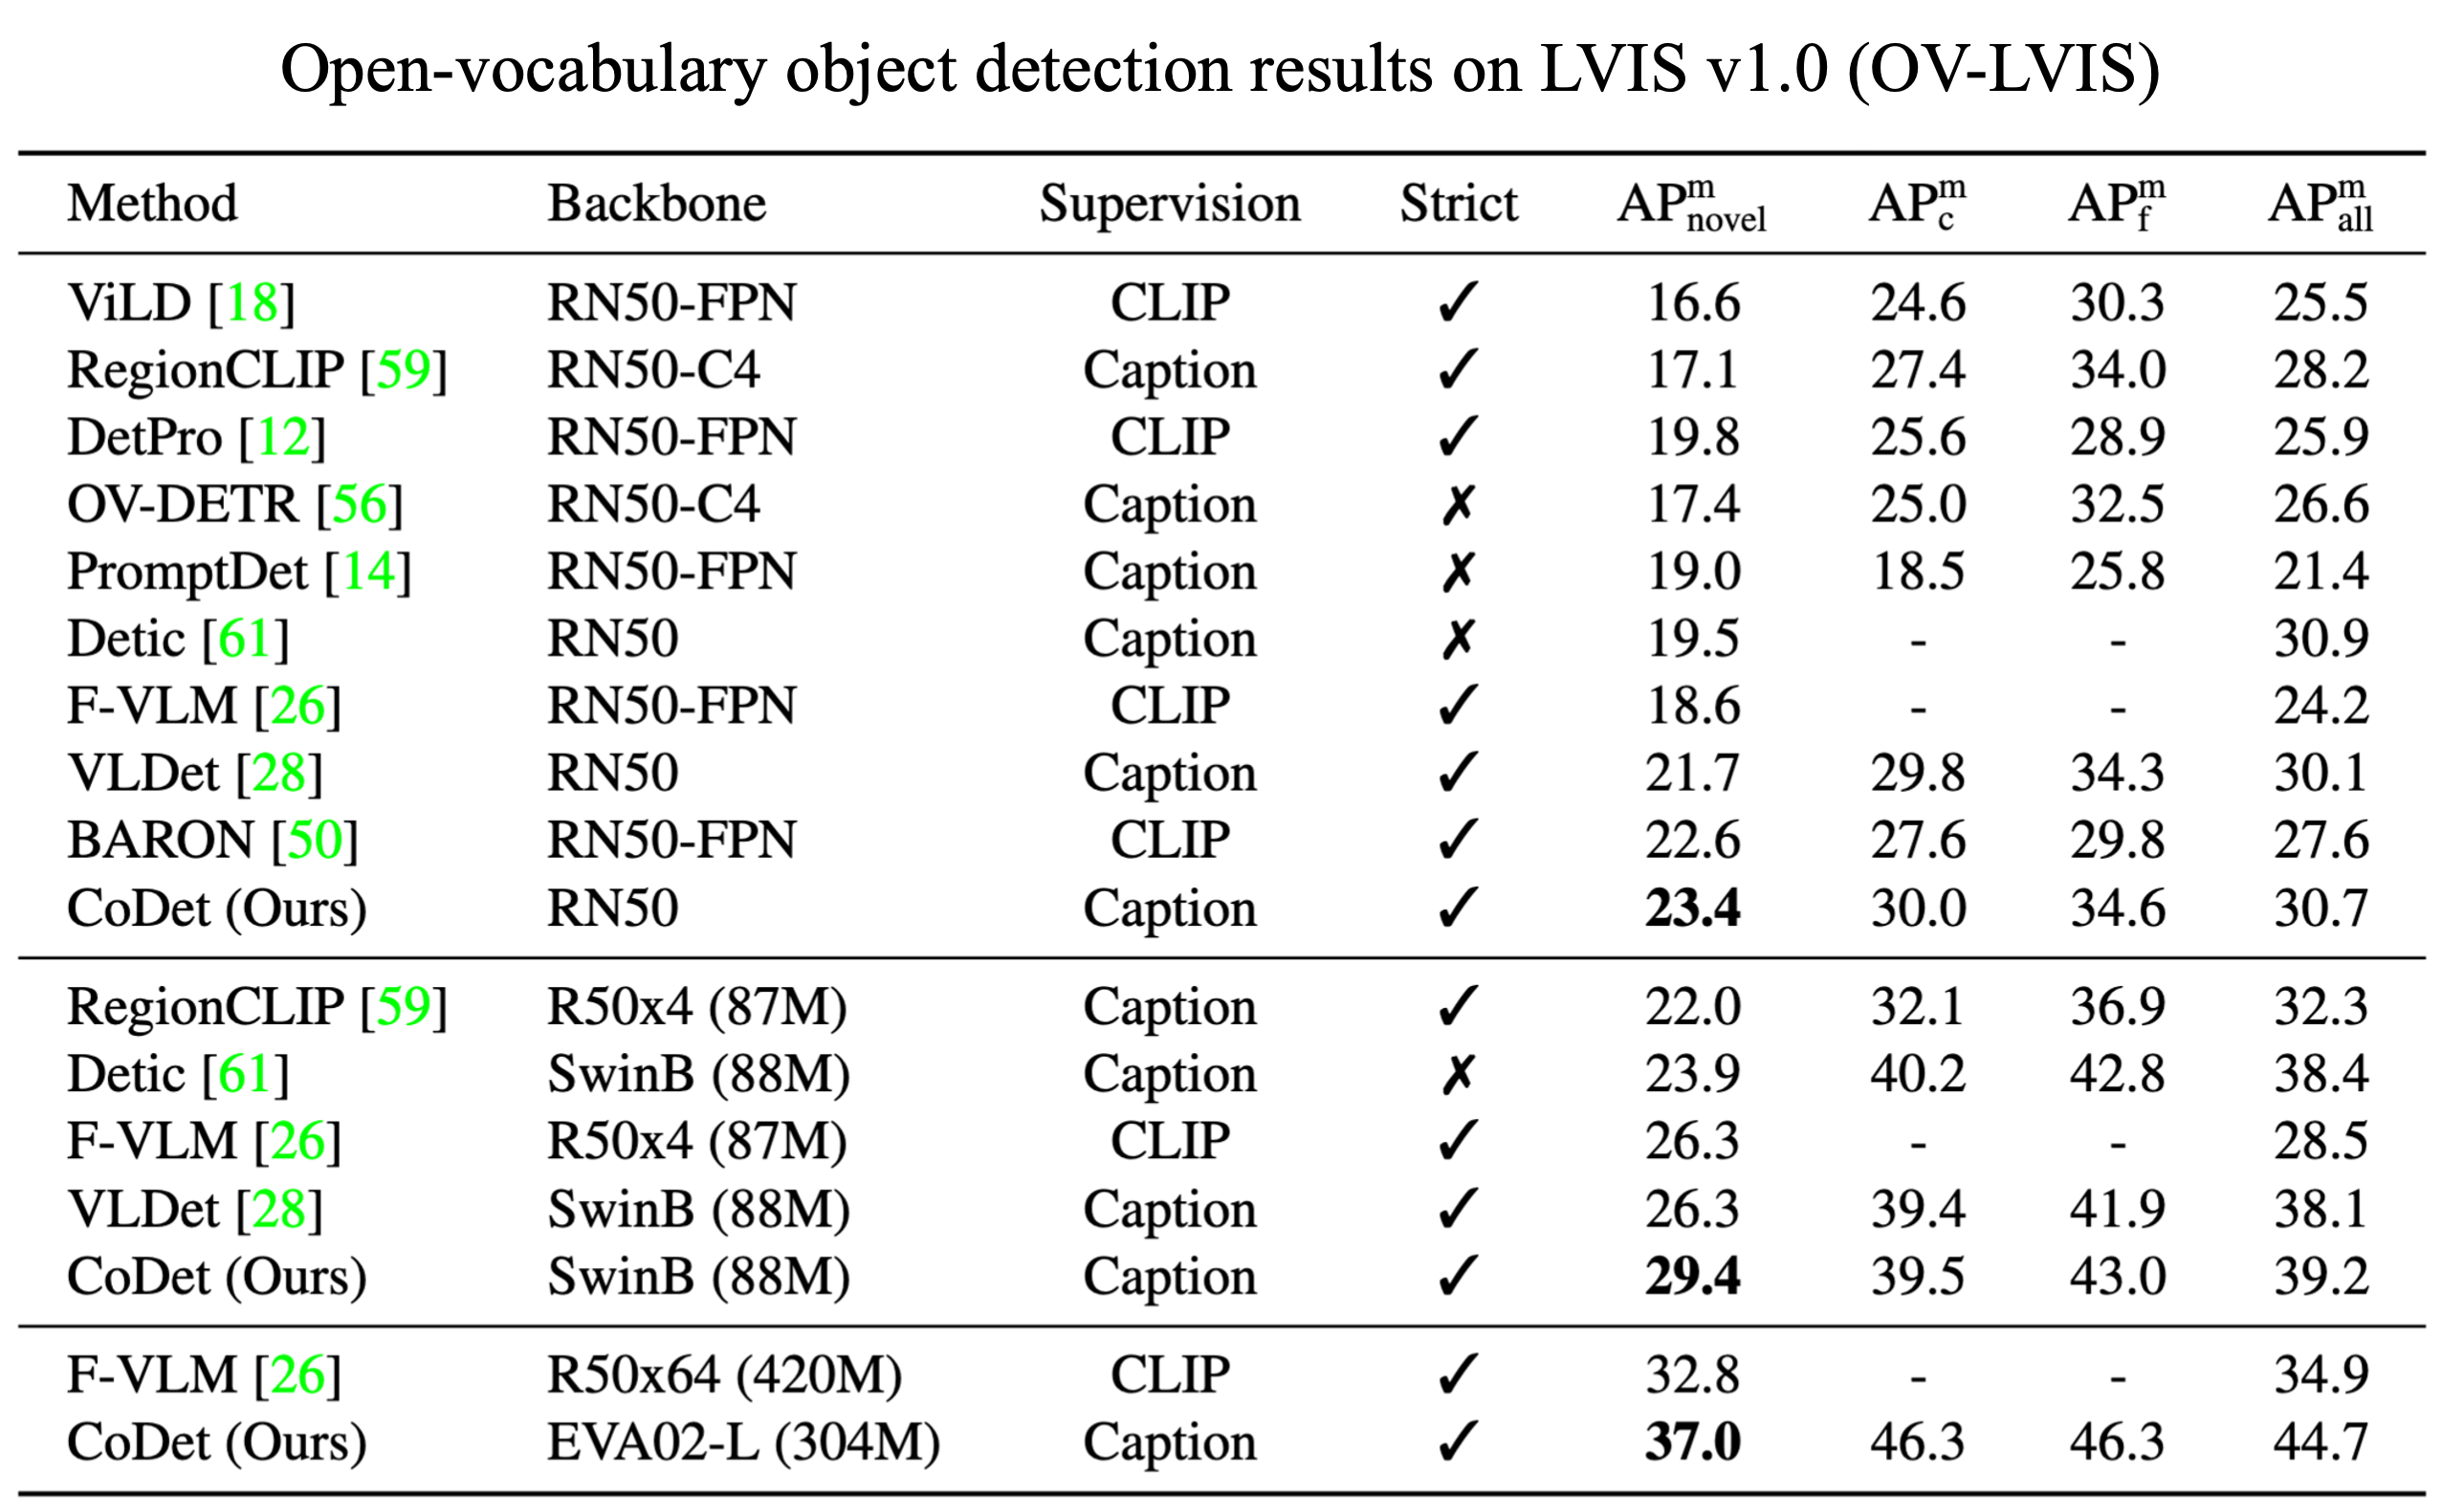 Open-vocabulary object detection results on LVIS v1.0 (OV-LVIS)
Method Backbone Supervision Strict AP^m_novel AP^m_c AP^m_f AP^m_all
ViLD [18] RN50-FPN CLIP ✓ 16.6 24.6 30.3 25.5
RegionCLIP [59] RN50-C4 Caption ✓ 17.1 27.4 34.0 28.2
DetPro [12] RN50-FPN CLIP ✓ 19.8 25.6 28.9 25.9
OV-DETR [56] RN50-C4 Caption ✗ 17.4 25.0 32.5 26.6
PromptDet [14] RN50-FPN Caption ✗ 19.0 18.5 25.8 21.4
Detic [61] RN50 Caption ✗ 19.5 - - 30.9
F-VLM [26] RN50-FPN CLIP ✓ 18.6 - - 24.2
VLDet [28] RN50 Caption ✓ 21.7 29.8 34.3 30.1
BARON [50] RN50-FPN CLIP ✓ 22.6 27.6 29.8 27.6
CoDet (Ours) RN50 Caption ✓ 23.4 30.0 34.6 30.7
RegionCLIP [59] R50x4 (87M) Caption ✓ 22.0 32.1 36.9 32.3
Detic [61] SwinB (88M) Caption ✗ 23.9 40.2 42.8 38.4
F-VLM [26] R50x4 (87M) CLIP ✓ 26.3 - - 28.5
VLDet [28] SwinB (88M) Caption ✓ 26.3 39.4 41.9 38.1
CoDet (Ours) SwinB (88M) Caption ✓ 29.4 39.5 43.0 39.2
F-VLM [26] R50x64 (420M) CLIP ✓ 32.8 - - 34.9
CoDet (Ours) EVA02-L (304M) Caption ✓ 37.0 46.3 46.3 44.7